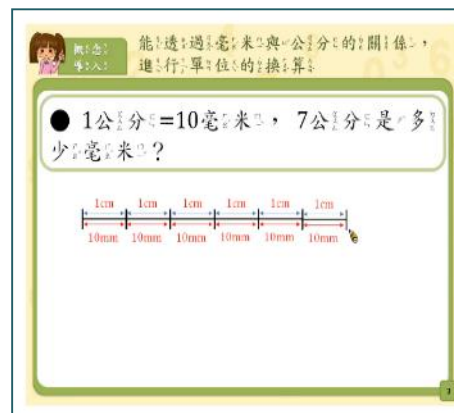 概念
導入
能透過毫米與公分的關係，
進行單位的換算
● 1公分=10毫米，7公分是多
少毫米？
1cm 1cm 1cm 1cm 1cm 1cm
10mm 10mm 10mm 10mm 10mm 10mm
3